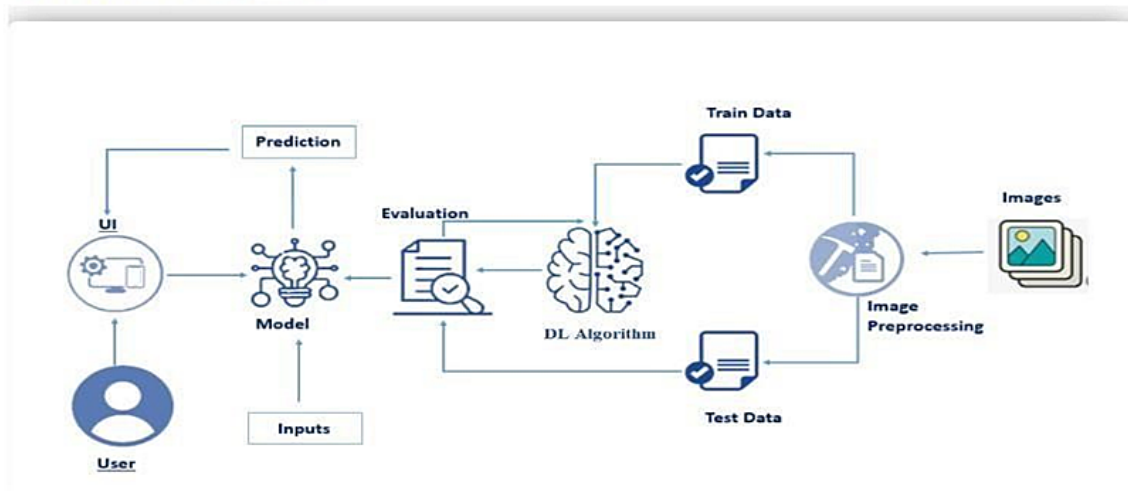 Train Data
Prediction
Images
Evaluation
UI
Image
Preprocessing
Model
DL Algorithm
Test Data
Inputs
User